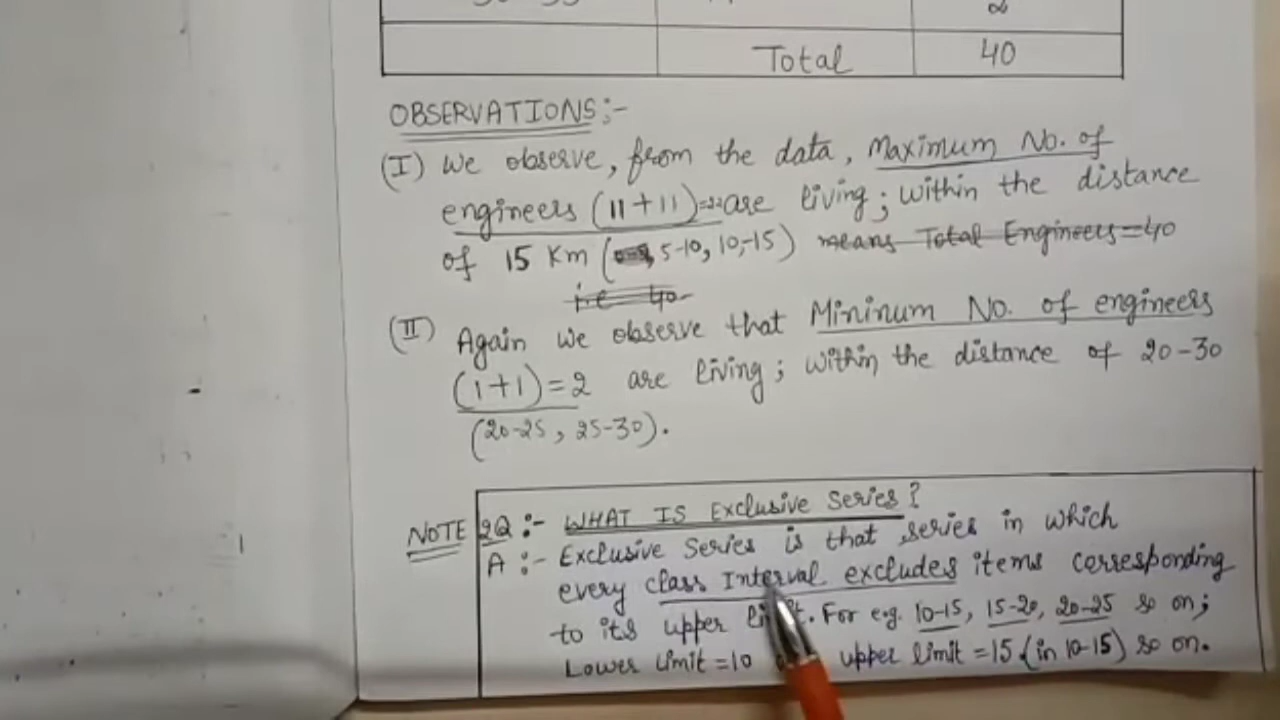 2
Total 40
OBSERVATIONS:-
(I) We observe, from the data, Maximum No. of
engineers (11+11)=22 are living; within the distance
of 15 Km (5-10, 10-15) means Total Engineers=40
i.e 40
(II) Again we observe that Mininum No. of engineers
(1+1)=2 are living; within the distance of 20-30
(20-25, 25-30).
NOTE 2Q:- WHAT IS Exclusive Series?
A:- Exclusive Series is that series in which
every class Interval excludes items corresponding
to its upper limit. For e.g. 10-15, 15-20, 20-25 so on;
Lower limit=10 upper limit=15 (in 10-15) so on.